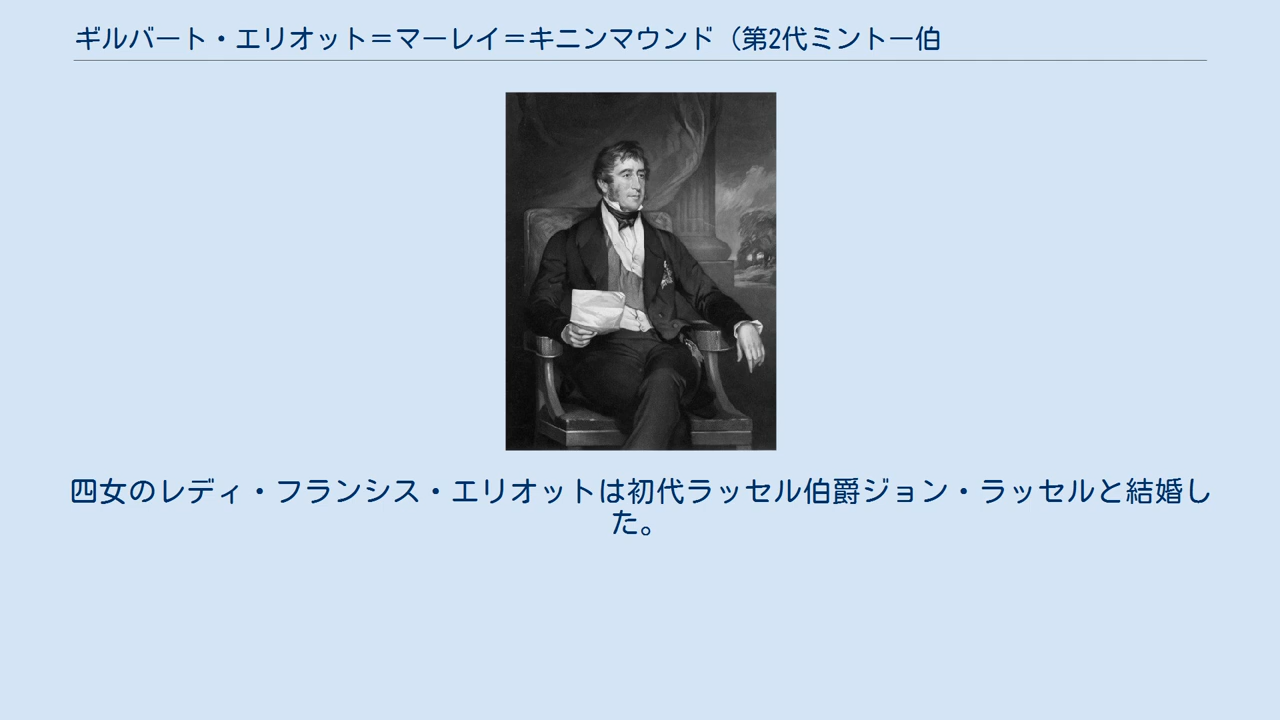 ギルバート・エリオット＝マーレイ＝キニンマウンド（第2代ミントー伯
四女のレディ・フランシス・エリオットは初代ラッセル伯爵ジョン・ラッセルと結婚し
た。